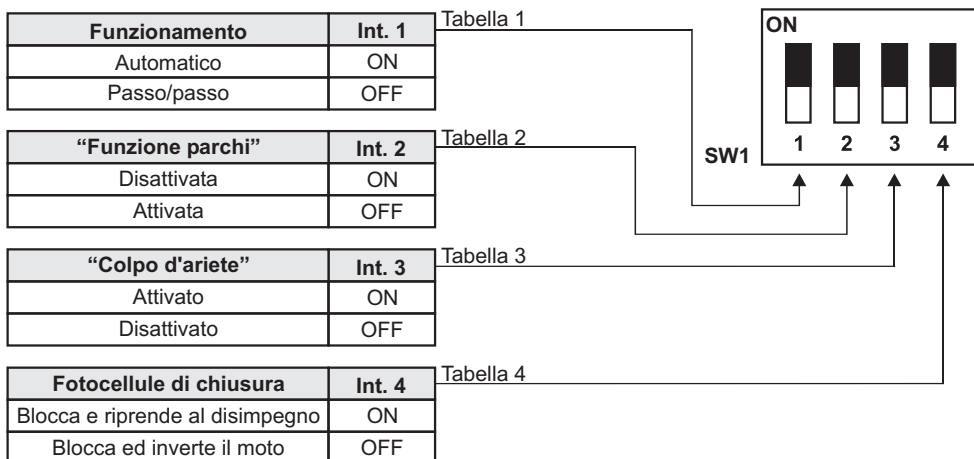 Funzionamento Int. 1
Automatico ON
Passo/passo OFF
Tabella 1
“Funzione parchi” Int. 2
Disattivata ON
Attivata OFF
Tabella 2
“Colpo d'ariete” Int. 3
Attivato ON
Disattivato OFF
Tabella 3
Fotocellule di chiusura Int. 4
Blocca e riprende al disimpegno ON
Blocca ed inverte il moto OFF
Tabella 4
ON
SW1
1 2 3 4